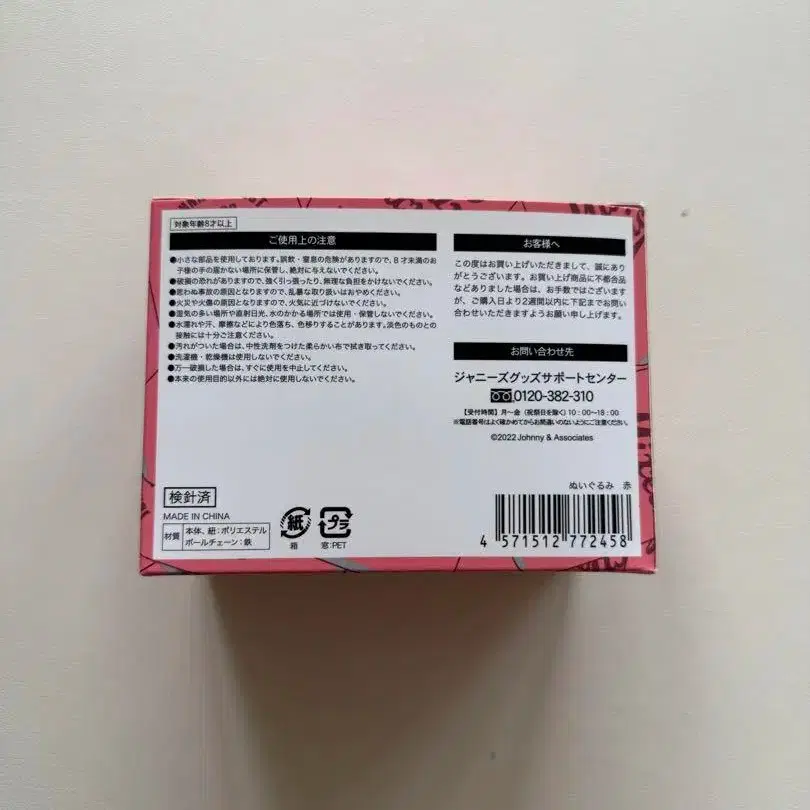 対象年齢8才以上
ご使用上の注意
●小さな部品を使用しております。誤飲・窒息の危険がありますので、8才未満のお
子様の手の届かない場所に保管し、絶対に与えないでください。
●破損の恐れがありますので、強く引っ張ったり、無理な負担をかけないでください。
●思わぬ事故の原因となりますので、乱暴な取り扱いはおやめください。
●火災や火傷の原因となりますので、火気に近づけないでください。
●湿気の多い場所や直射日光、水のかかる場所では使用・保管しないでください。
●水濡れや汗、摩擦などにより色落ち、色移りすることがあります。淡色のものとの
接触には十分ご注意ください。
●汚れがついた場合は、中性洗剤をつけた柔らかい布で拭き取ってください。
●洗濯機・乾燥機は使用しないでください。
●万一破損した場合は、すぐに使用を中止してください。
●本来の使用目的以外には絶対に使用しないでください。
検針済
MADE IN CHINA
材質
本体、紐:ポリエステル
ボールチェーン:鉄
紙
箱
プラ
窓:PET
お客様へ
この度はお買い上げいただきまして、誠にあり
がとうございます。お買い上げ商品に不都合品
などありました場合は、お手数ではございます
が、ご購入日より2週間以内に下記までお問い
合わせいただきますようお願い申し上げます。
お問い合わせ先
ジャニーズグッズサポートセンター
0120-382-310
【受付時間】月〜金(祝祭日を除く)10:00〜18:00
※電話番号はよく確かめてからお間違いのないようにご注意ください。
©2022 Johnny & Associates
ぬいぐるみ 赤
4 571512 772458